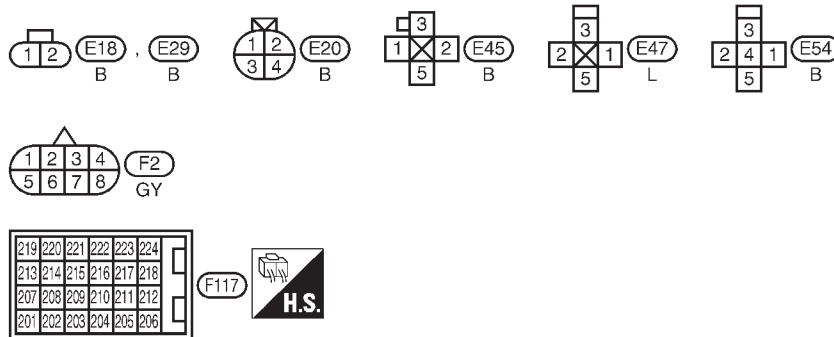 1 2 E18 , E29
B B
1 2
3 4
E20
B
3
1 2
5
E45
B
3
2 1
5
E47
L
3
2 4 1
5
E54
B
1 2 3 4
5 6 7 8
F2
GY
219 220 221 222 223 224
213 214 215 216 217 218
207 208 209 210 211 212
201 202 203 204 205 206
F117
H.S.